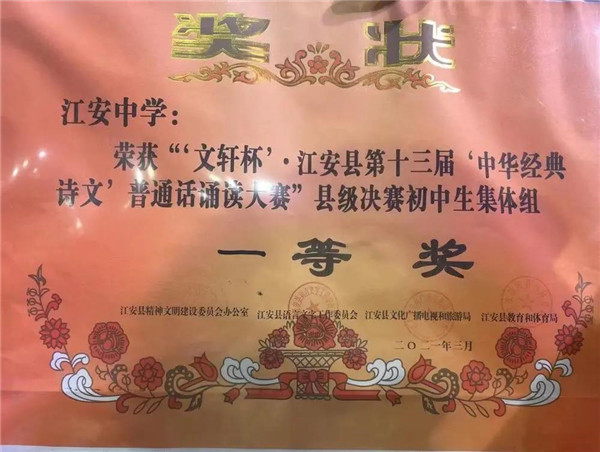 奖状
江安中学：
荣获“‘文轩杯’·江安县第十三届‘中华经典
诗文’普通话诵读大赛”县级决赛初中生集体组
一等奖
江安县精神文明建设委员会办公室 江安县语言文字工作委员会 江安县文化广播电视和旅游局 江安县教育和体育局
二〇二一年三月